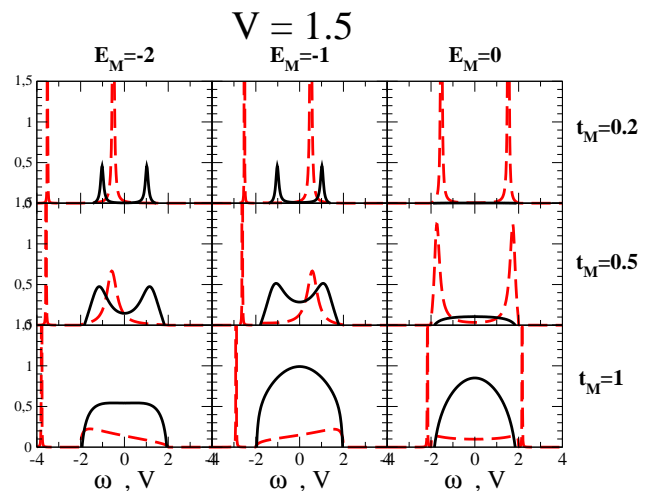 V = 1.5
E_M=-2 E_M=-1 E_M=0
1,5
1
0,5
t_M=0.2
1,5
1
0,5
t_M=0.5
1,5
1
0,5
0
t_M=1
-4 -2 0 2 -4 -2 0 2 -4 -2 0 2 4
ω , V ω , V ω , V